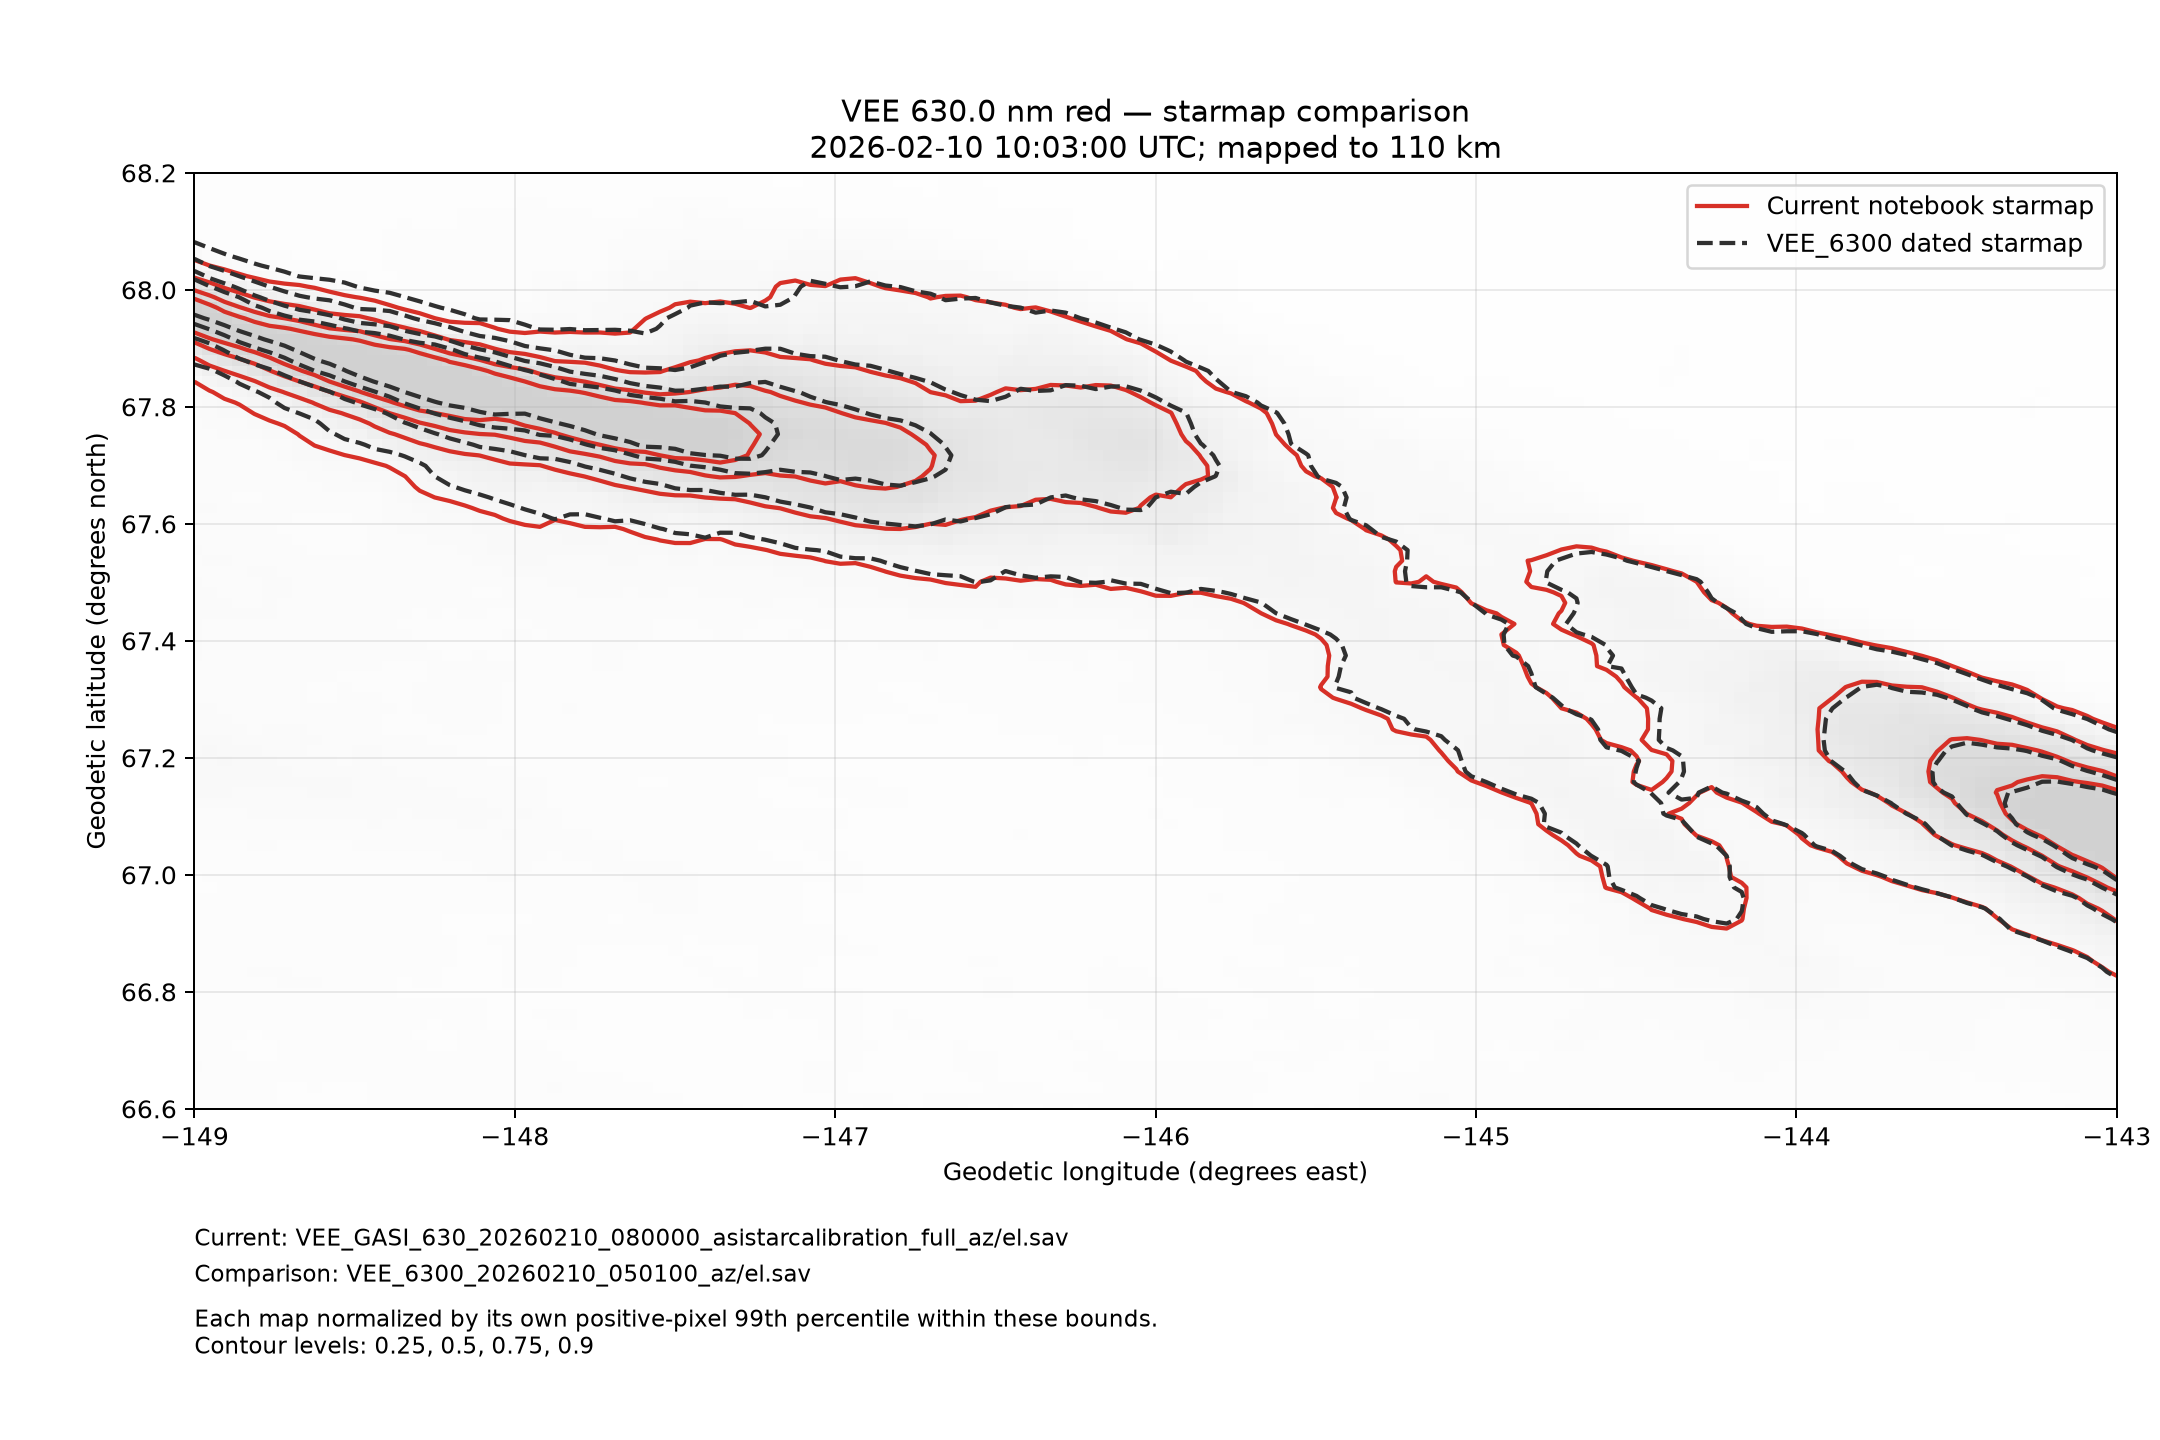 VEE 630.0 nm red — starmap comparison
2026-02-10 10:03:00 UTC; mapped to 110 km
Current notebook starmap
VEE_6300 dated starmap
68.2
68.0
67.8
67.6
67.4
67.2
67.0
66.8
66.6
Geodetic latitude (degrees north)
−149 −148 −147 −146 −145 −144 −143
Geodetic longitude (degrees east)
Current: VEE_GASI_630_20260210_080000_asistarcalibration_full_az/el.sav
Comparison: VEE_6300_20260210_050100_az/el.sav
Each map normalized by its own positive-pixel 99th percentile within these bounds.
Contour levels: 0.25, 0.5, 0.75, 0.9